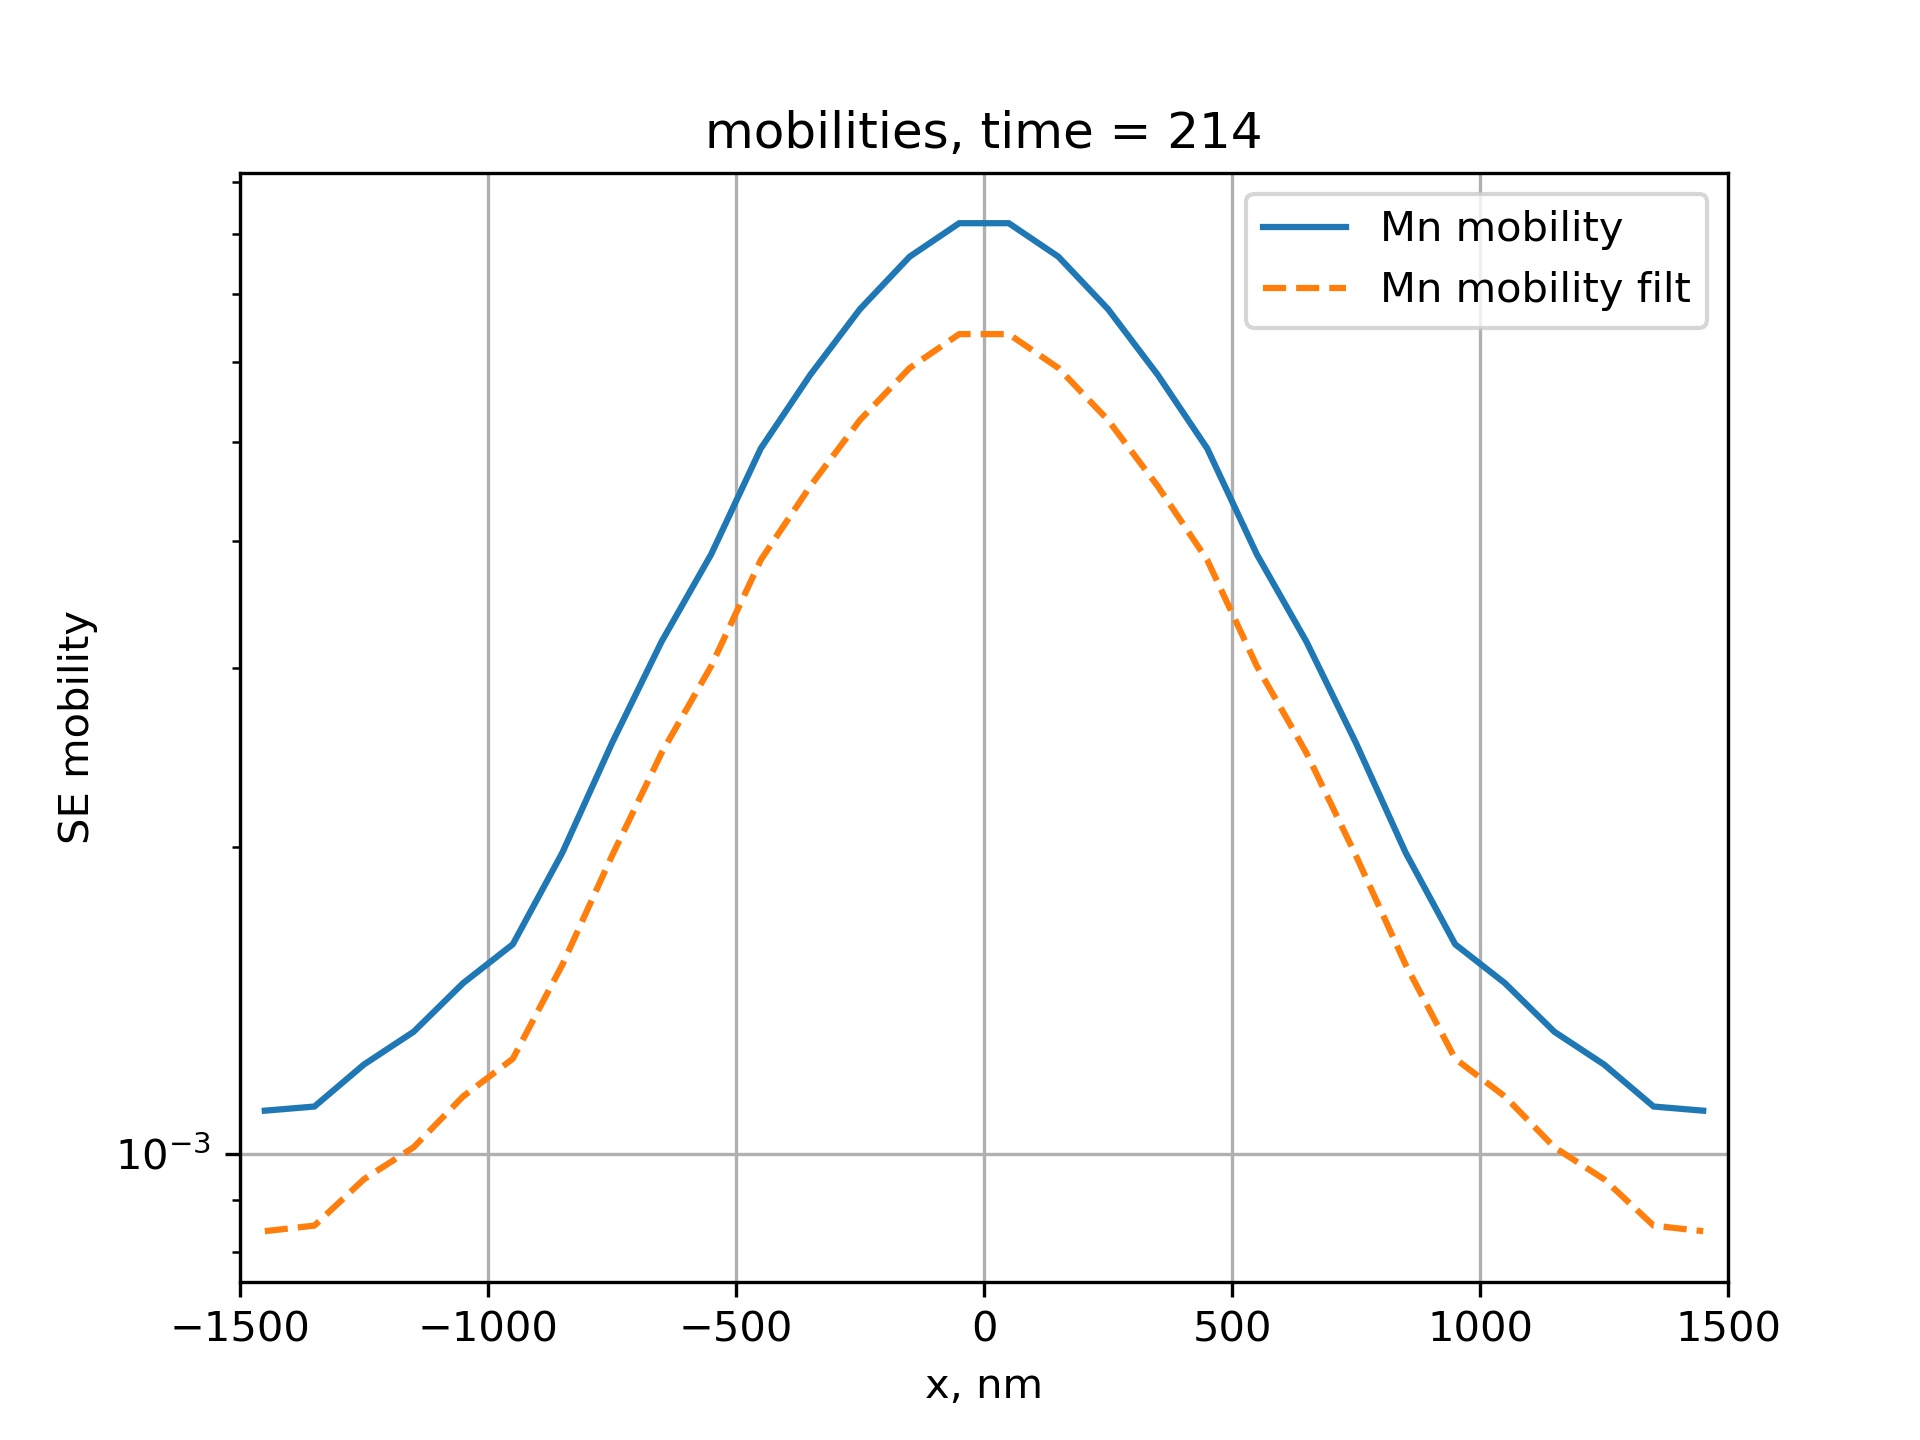 mobilities, time = 214
Mn mobility
Mn mobility filt
SE mobility
10⁻³
−1500 −1000 −500 0 500 1000 1500
x, nm